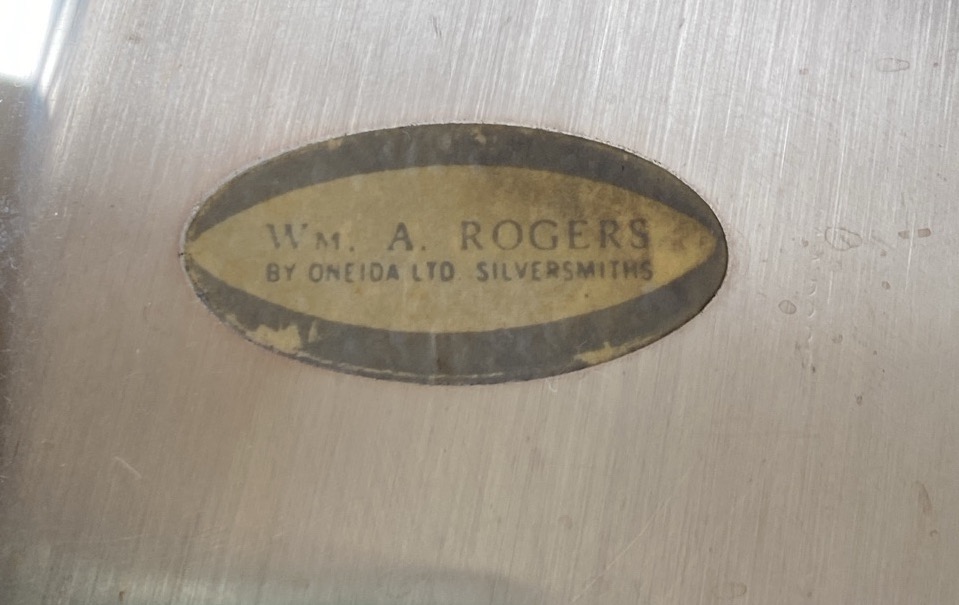 Wm. A. ROGERS
BY ONEIDA LTD SILVERSMITHS